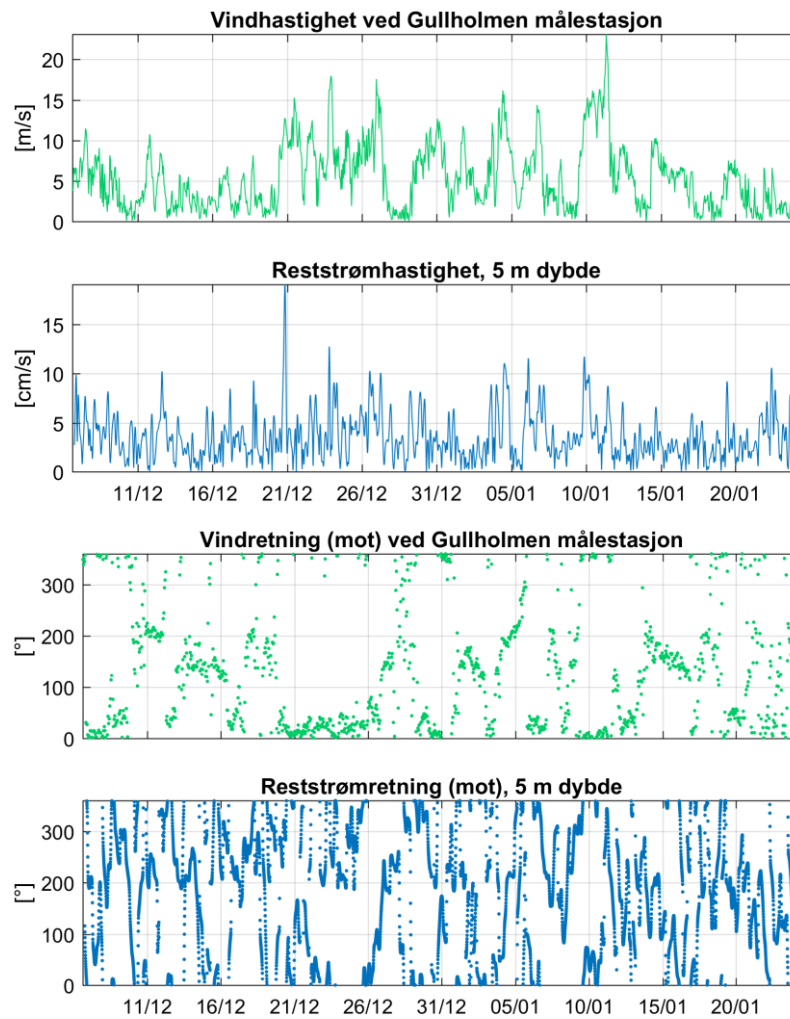 Vindhastighet ved Gullholmen målestasjon
[m/s]
20
15
10
5
0
Reststrømhastighet, 5 m dybde
[cm/s]
15
10
5
0
11/12 16/12 21/12 26/12 31/12 05/01 10/01 15/01 20/01
Vindretning (mot) ved Gullholmen målestasjon
[°]
300
200
100
0
Reststrømretning (mot), 5 m dybde
[°]
300
200
100
0
11/12 16/12 21/12 26/12 31/12 05/01 10/01 15/01 20/01